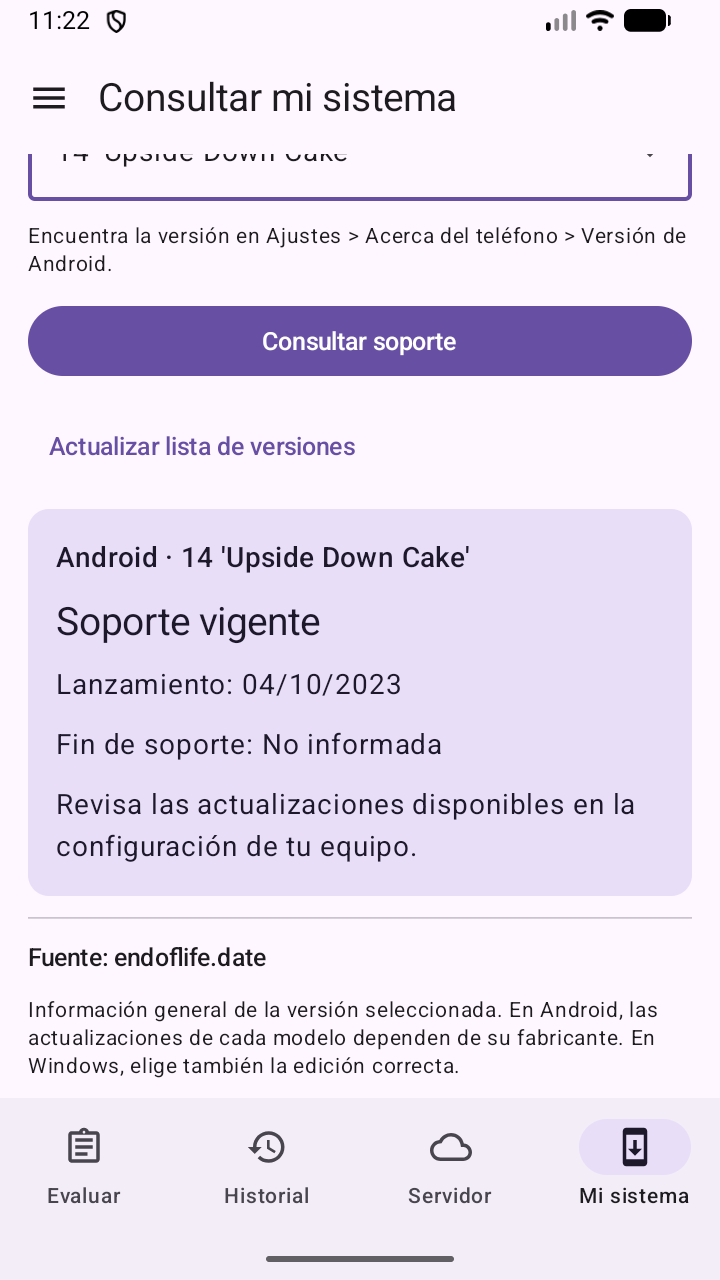 11:22
Consultar mi sistema
14 'Upside Down Cake'
Encuentra la versión en Ajustes > Acerca del teléfono > Versión de
Android.
Consultar soporte
Actualizar lista de versiones
Android · 14 'Upside Down Cake'
Soporte vigente
Lanzamiento: 04/10/2023
Fin de soporte: No informada
Revisa las actualizaciones disponibles en la
configuración de tu equipo.
Fuente: endoflife.date
Información general de la versión seleccionada. En Android, las
actualizaciones de cada modelo dependen de su fabricante. En
Windows, elige también la edición correcta.
Evaluar
Historial
Servidor
Mi sistema